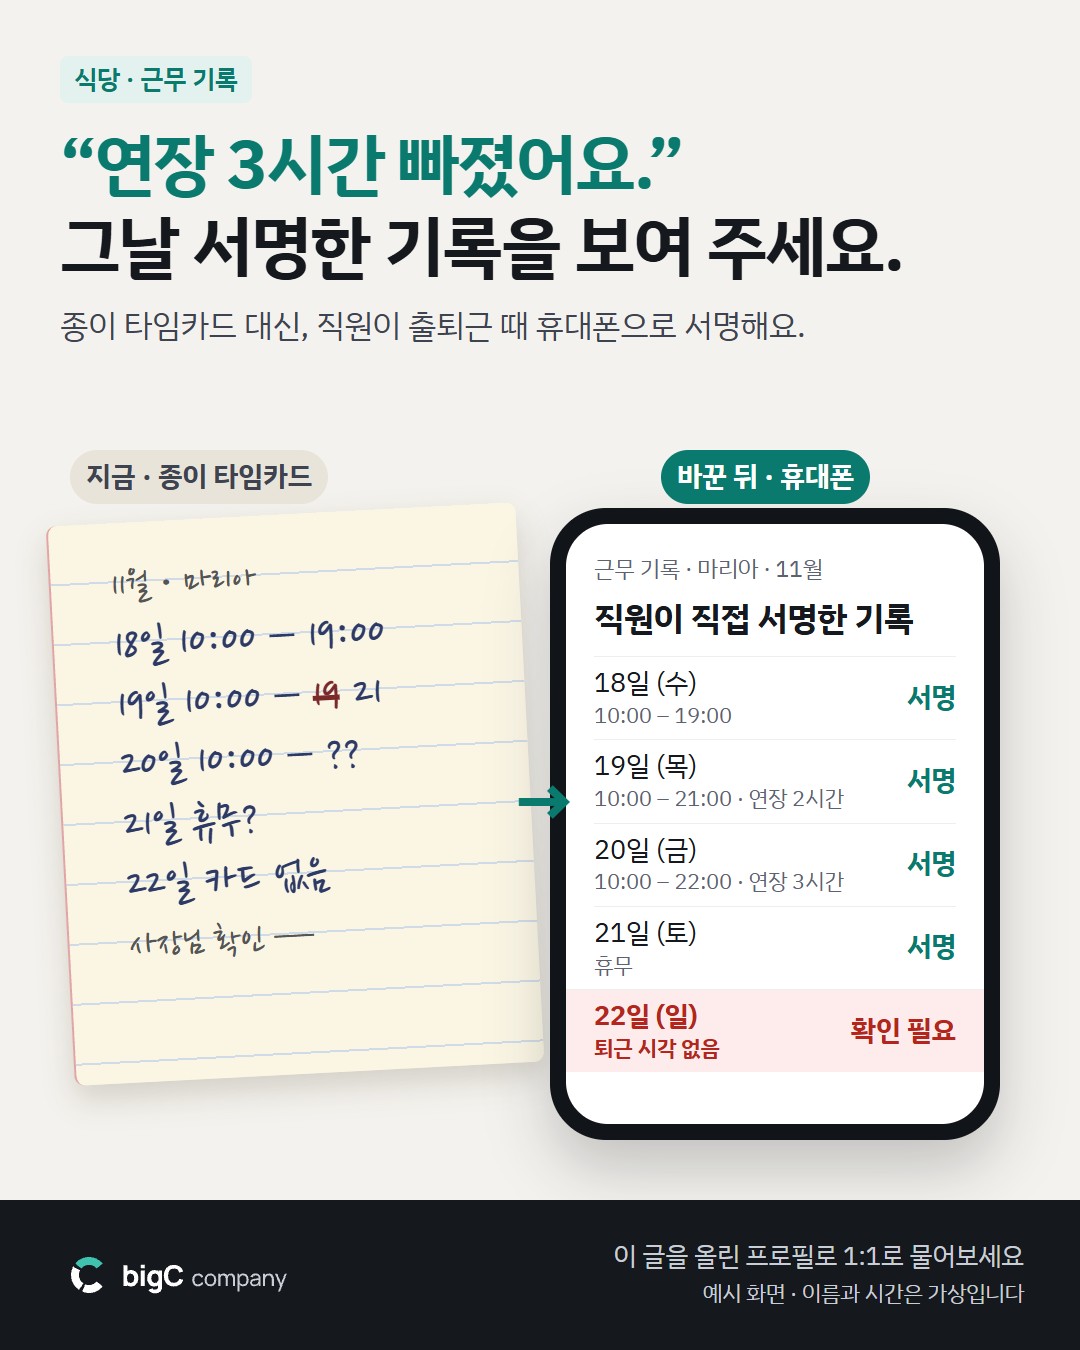 식당 · 근무 기록
“연장 3시간 빠졌어요.”
그날 서명한 기록을 보여 주세요.
종이 타임카드 대신, 직원이 출퇴근 때 휴대폰으로 서명해요.
지금 · 종이 타임카드
11월 · 마리아
18일 10:00 — 19:00
19일 10:00 — 19 21
20일 10:00 — ??
21일 휴무?
22일 카드 없음
사장님 확인 —
바꾼 뒤 · 휴대폰
근무 기록 · 마리아 · 11월
직원이 직접 서명한 기록
18일 (수)
10:00 – 19:00
서명
19일 (목)
10:00 – 21:00 · 연장 2시간
서명
20일 (금)
10:00 – 22:00 · 연장 3시간
서명
21일 (토)
휴무
서명
22일 (일)
퇴근 시각 없음
확인 필요
bigC company
이 글을 올린 프로필로 1:1로 물어보세요
예시 화면 · 이름과 시간은 가상입니다